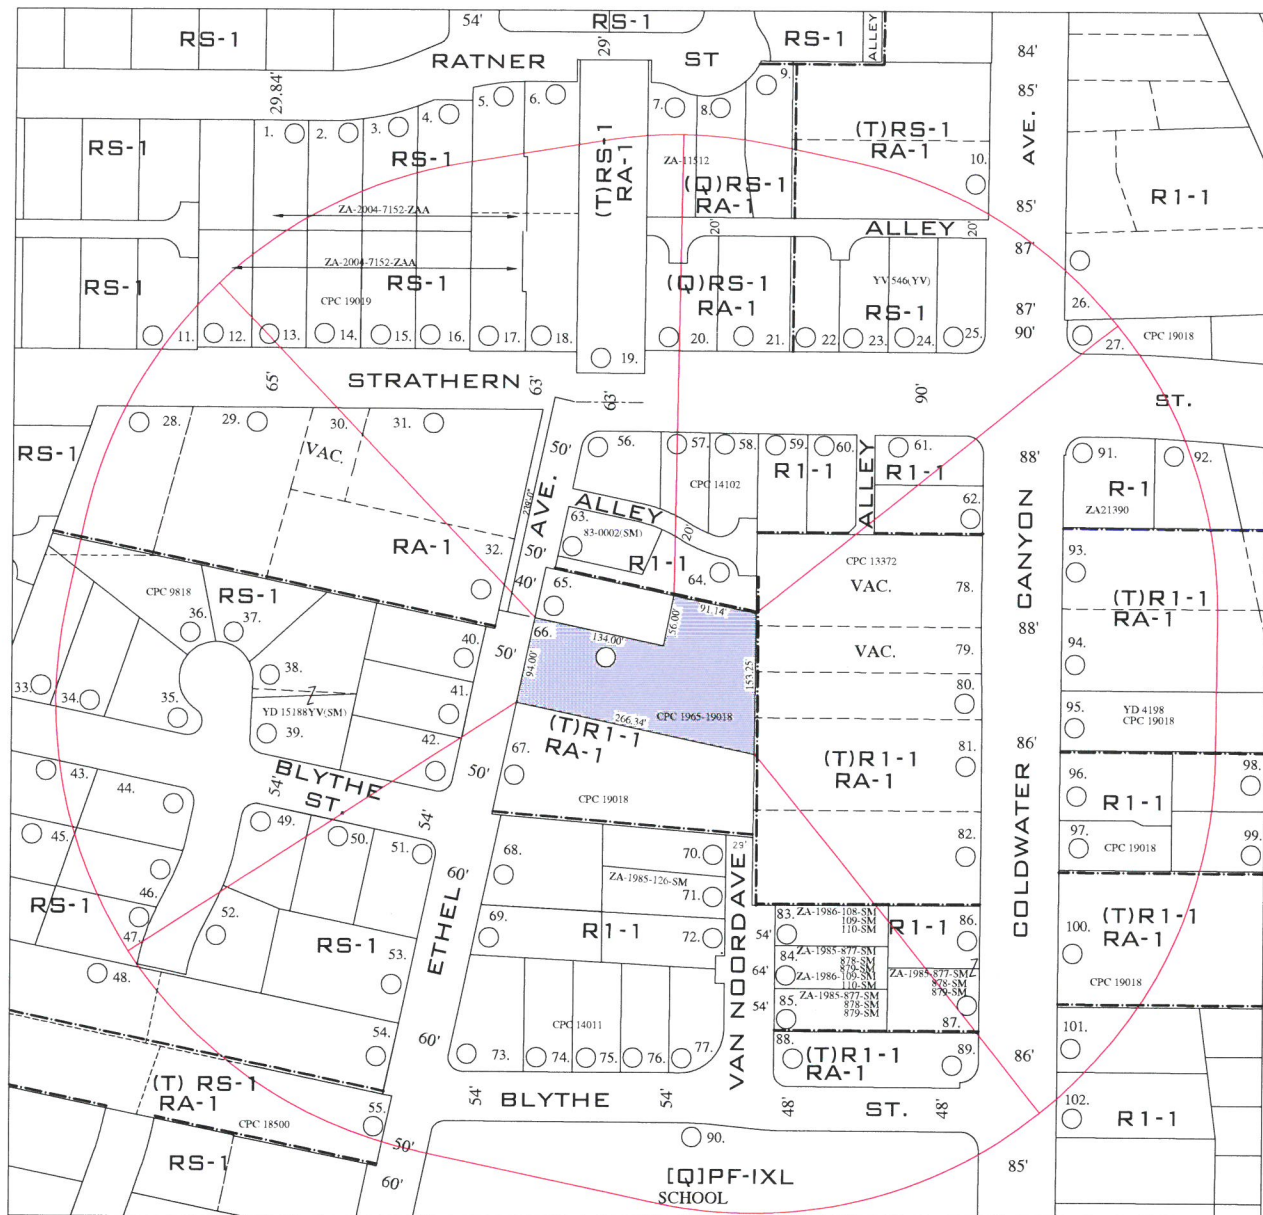 54'
RS-1
RS-1
RS-1
ALLEY
RATNER
29'
ST
84'
29.84'
85'
5.
6.
7.
8.
9.
1.
2.
3.
4.
RS-1
RS-1
(T)RS-1
RA-1
ZA-11512
(Q)RS-1
RA-1
(T)RS-1
RA-1
10.
AVE.
R1-1
ZA-2004-7152-ZAA
85'
20'
ALLEY
20'
87'
ZA-2004-7152-ZAA
RS-1
RS-1
CPC 19019
(Q)RS-1
RA-1
YV 546(YV)
RS-1
87'
26.
90'
11.
12.
13.
14.
15.
16.
17.
18.
19.
20.
21.
22.
23.
24.
25.
27.
CPC 19018
65'
STRATHERN
63'
63'
90'
ST.
28.
29.
30.
31.
VAC.
RS-1
50'
56.
57.
58.
59.
60.
61.
R1-1
R1-1
ALLEY
62.
88'
91.
92.
R-1
ZA21390
CPC 14102
239'-0"
AVE.
ALLEY
20'
63.
83-0002(SM)
R1-1
64.
RA-1
32.
50'
40'
65.
CPC 13372
VAC.
78.
CANYON
93.
(T)R1-1
RA-1
88'
94.
CPC 9818
RS-1
36.
37.
40.
66.
50'
134.00'
56.00'
91.14'
94.00'
153.25
VAC.
79.
33.
34.
35.
38.
YD 15188YV(SM)
39.
41.
42.
CPC 1965-19018
266.34'
80.
95.
YD 4198
CPC 19018
86'
67.
(T)R1-1
RA-1
50'
CPC 19018
(T)R1-1
RA-1
81.
43.
44.
BLYTHE
ST.
54'
54'
96.
R1-1
98.
45.
46.
49.
50.
51.
82.
COLDWATER
97.
CPC 19018
99.
60'
68.
70.
29'
ZA-1985-126-SM
71.
RS-1
47.
52.
RS-1
53.
ETHEL
69.
R1-1
72.
VAN NOORD AVE
83.
ZA-1986-108-SM
109-SM
110-SM
R1-1
86.
54'
84.
ZA-1985-877-SM
878-SM
879-SM
ZA-1986-109-SM
110-SM
64'
ZA-1985-877-SM
878-SM
879-SM
85.
ZA-1985-877-SM
878-SM
879-SM
54'
87.
100.
(T)R1-1
RA-1
CPC 19018
48.
54.
60'
CPC 14011
73.
74.
75.
76.
77.
88.
(T)R1-1
RA-1
89.
86'
101.
(T) RS-1
RA-1
CPC 18500
55.
54'
BLYTHE
54'
48'
ST.
48'
102.
R1-1
RS-1
50'
60'
90.
[Q]PF-1XL
SCHOOL
85'